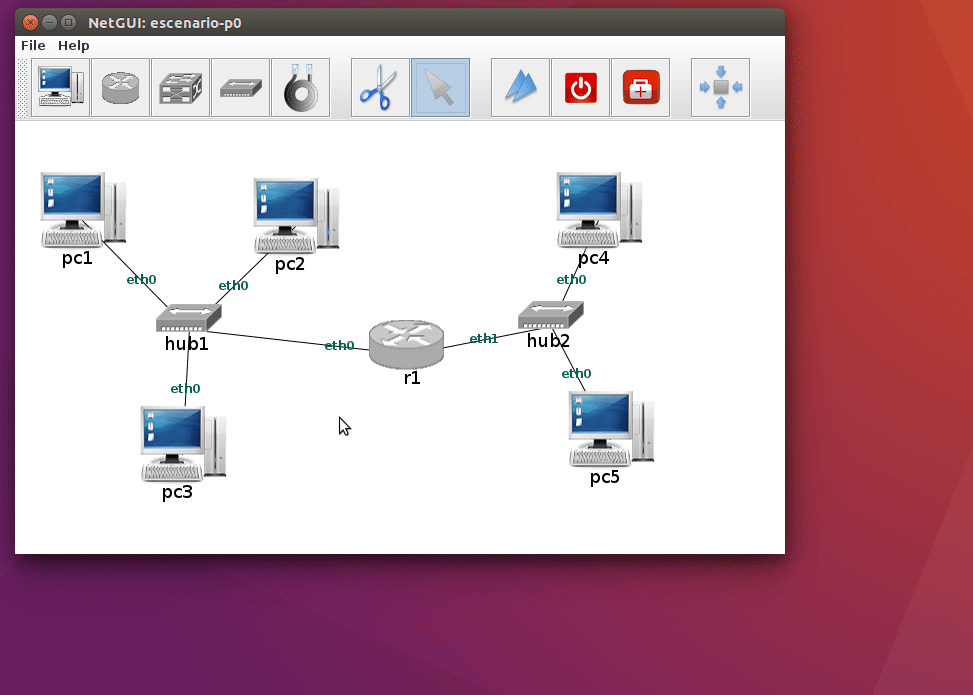 NetGUI: escenario-p0
File Help
pc1
pc2
pc4
eth0
eth0
eth0
hub1
eth0
r1
eth1
hub2
eth0
eth0
pc3
pc5